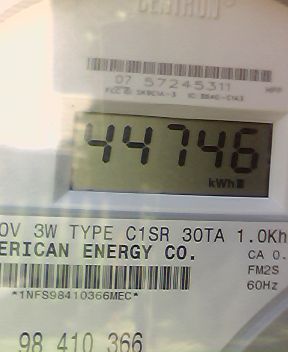 CESTRON®
07 57245311
44746
kWh
0V 3W TYPE C1SR 30TA 1.0Kh
ERICAN ENERGY CO.
CA 0.
FM2S
60Hz
*1NFS98410366MEC*
98 410 366